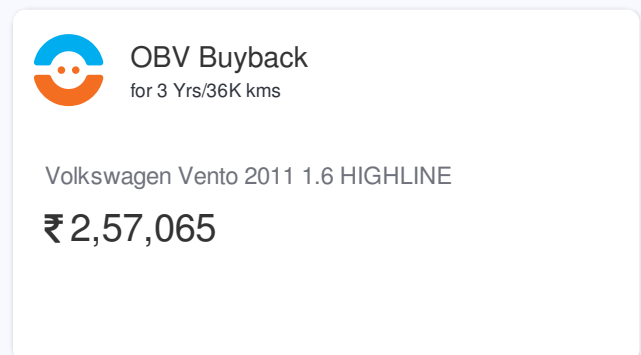 OBV Buyback
for 3 Yrs/36K kms
Volkswagen Vento 2011 1.6 HIGHLINE
₹ 2,57,065